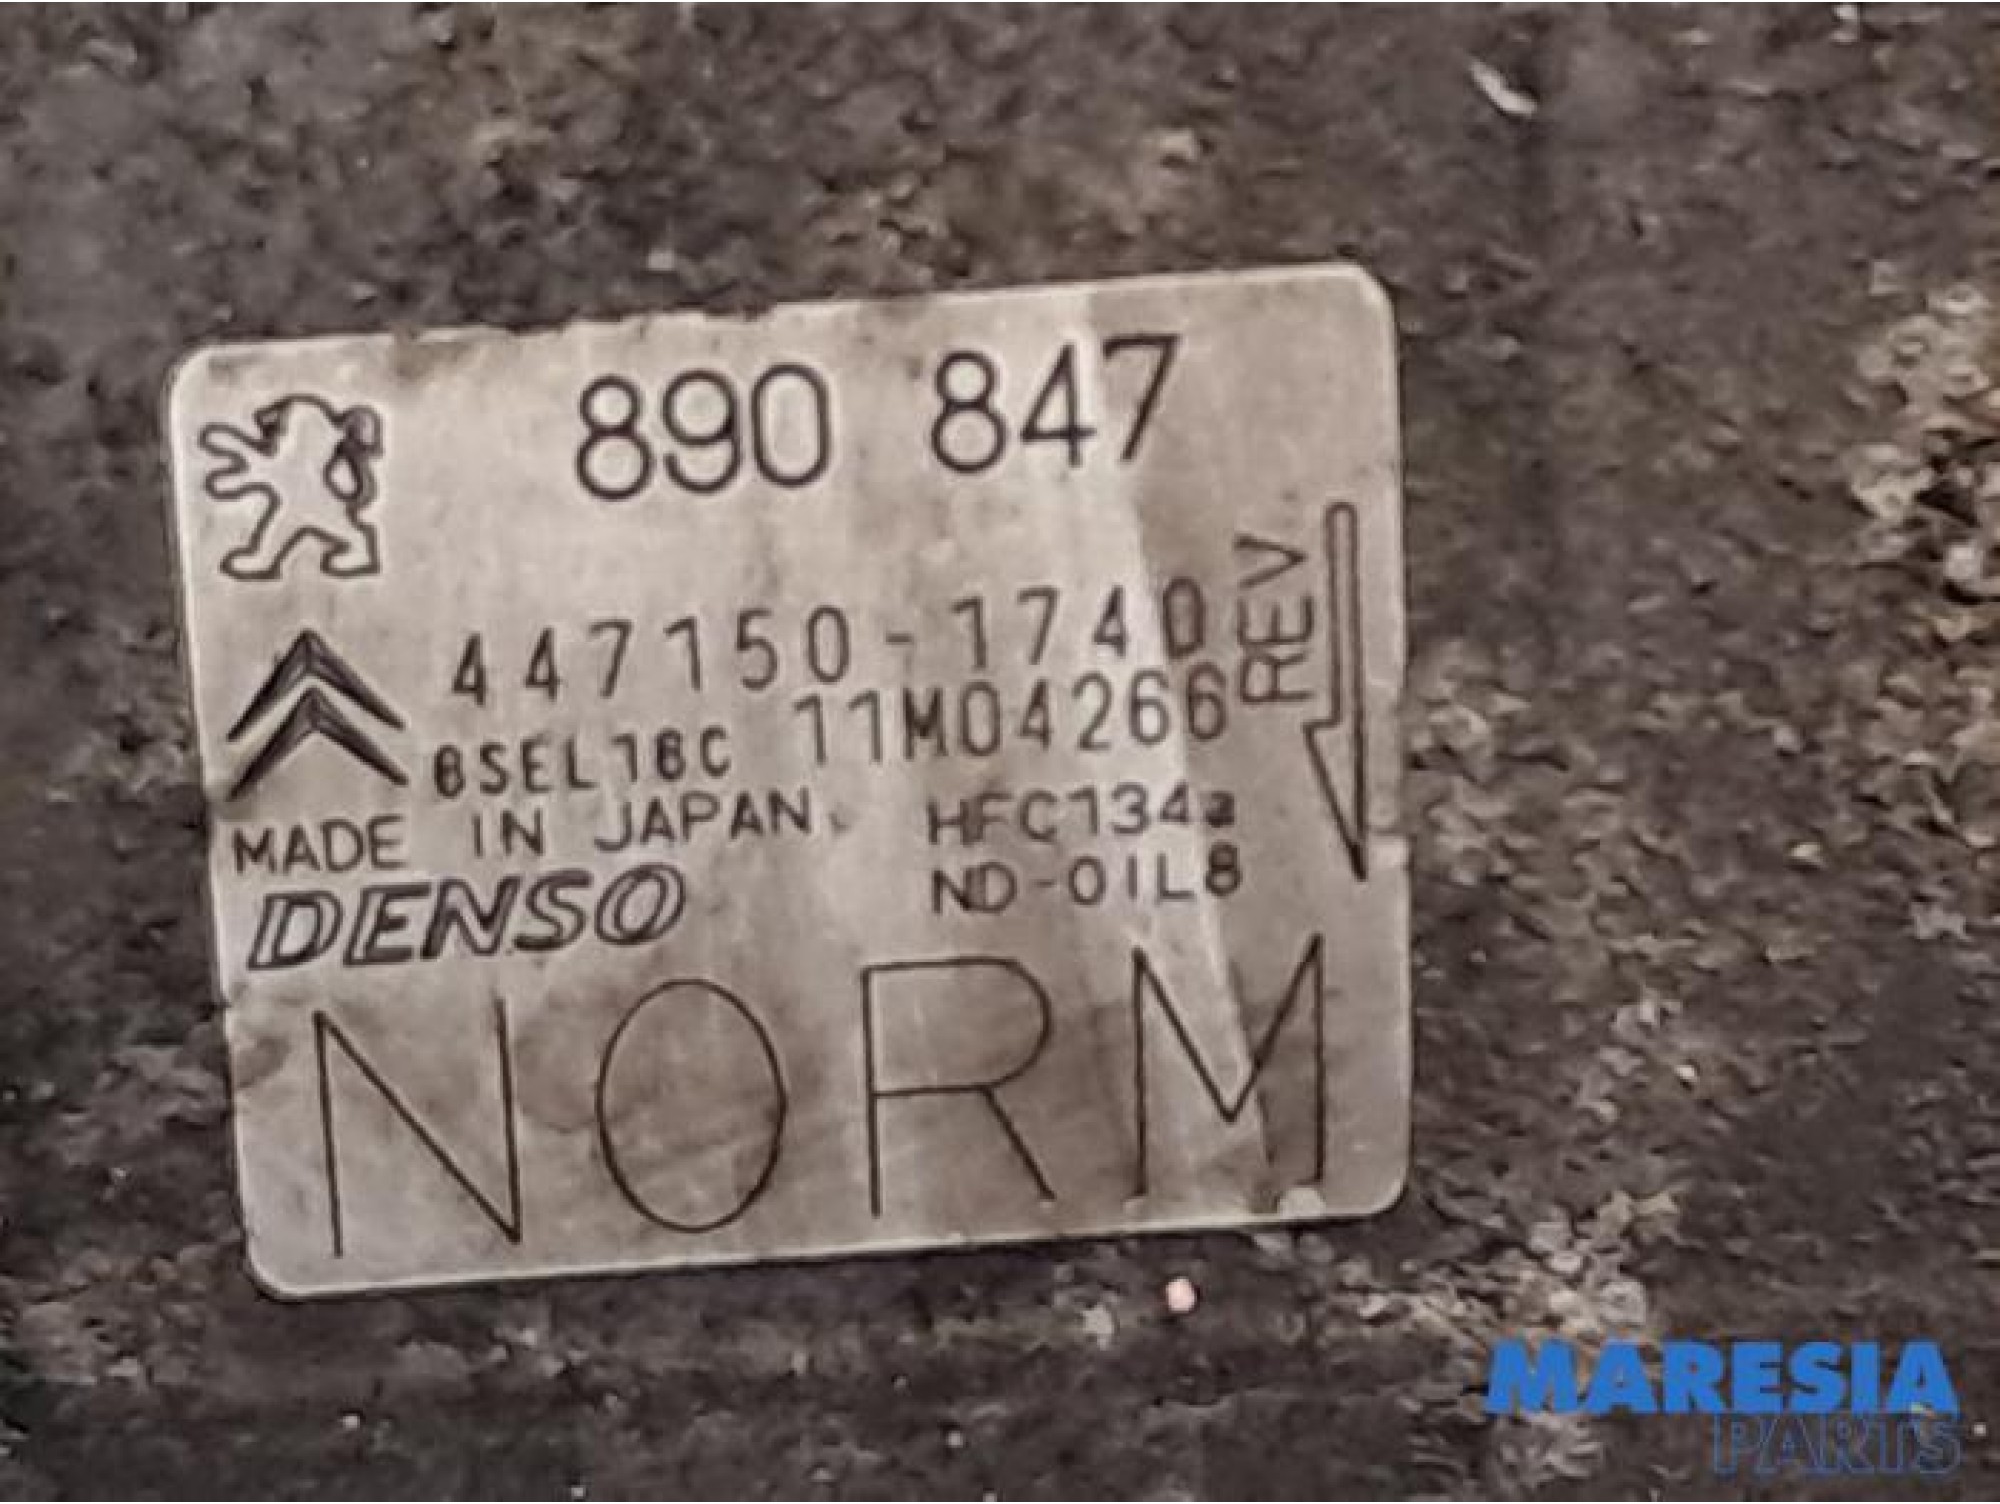 890 847
447150-1740
6SEL16C 11M04266
REV
MADE IN JAPAN. HFC134a
DENSO ND-OIL8
NORM
MARESIA
PARTS